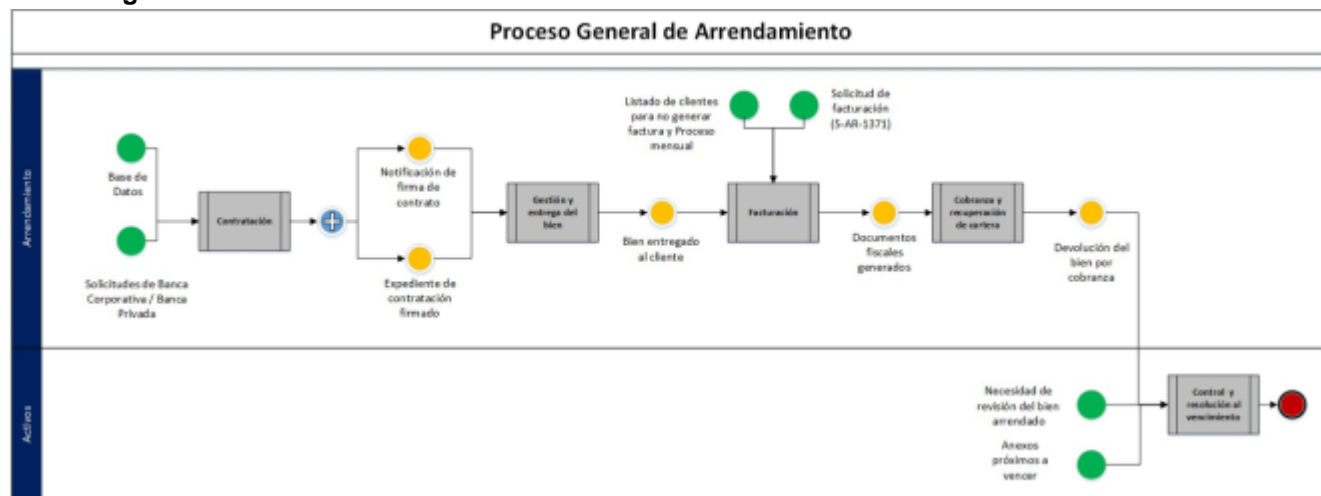 Proceso General de Arrendamiento
Arrendamiento
Listado de clientes
para no generar
factura y Proceso
mensual
Solicitud de
facturación
(S-AR-1371)
Base de
Datos
Solicitudes de Banca
Corporativa / Banca
Privada
Contratación
Notificación de
firma de
contrato
Expediente de
contratación
firmado
Gestión y
entrega del
bien
Bien entregado
al cliente
Facturación
Documentos
fiscales
generados
Cobranza y
recuperación
de cartera
Devolución del
bien por
cobranza
Activos
Necesidad de
revisión del bien
arrendado
Anexos
próximos a
vencer
Control y
resolución al
vencimiento